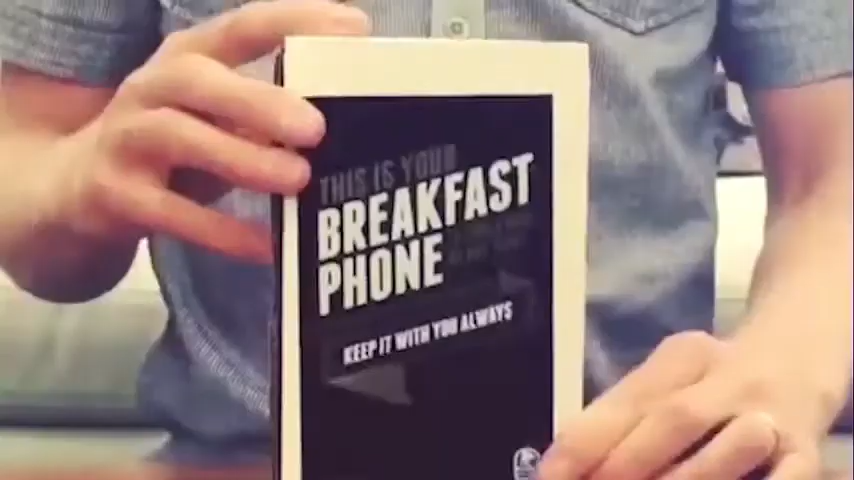 THIS IS YOUR
BREAKFAST
PHONE
KEEP IT WITH YOU ALWAYS